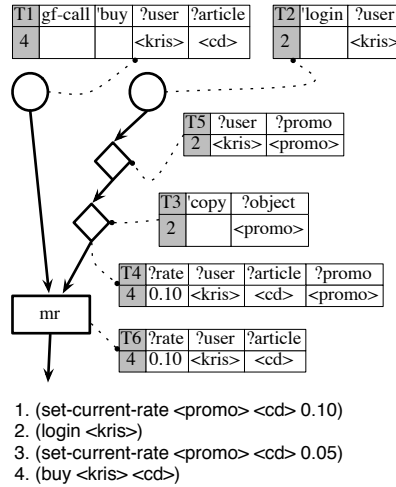 T1 gf-call 'buy ?user ?article
4 <kris> <cd>
T2 'login ?user
2 <kris>
T5 ?user ?promo
2 <kris> <promo>
T3 'copy ?object
2 <promo>
T4 ?rate ?user ?article ?promo
4 0.10 <kris> <cd> <promo>
mr
T6 ?rate ?user ?article
4 0.10 <kris> <cd>
1. (set-current-rate <promo> <cd> 0.10)
2. (login <kris>)
3. (set-current-rate <promo> <cd> 0.05)
4. (buy <kris> <cd>)